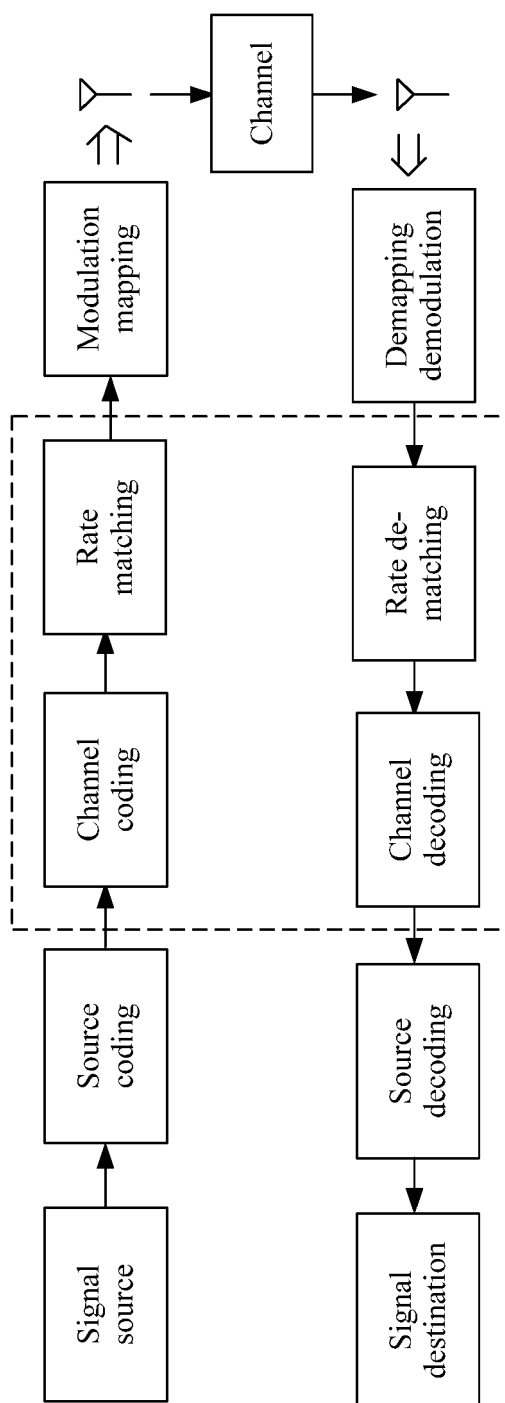 Signal
source
Source
coding
Channel
coding
Rate
matching
Modulation
mapping
Channel
Demapping
demodulation
Rate de-
matching
Channel
decoding
Source
decoding
Signal
destination